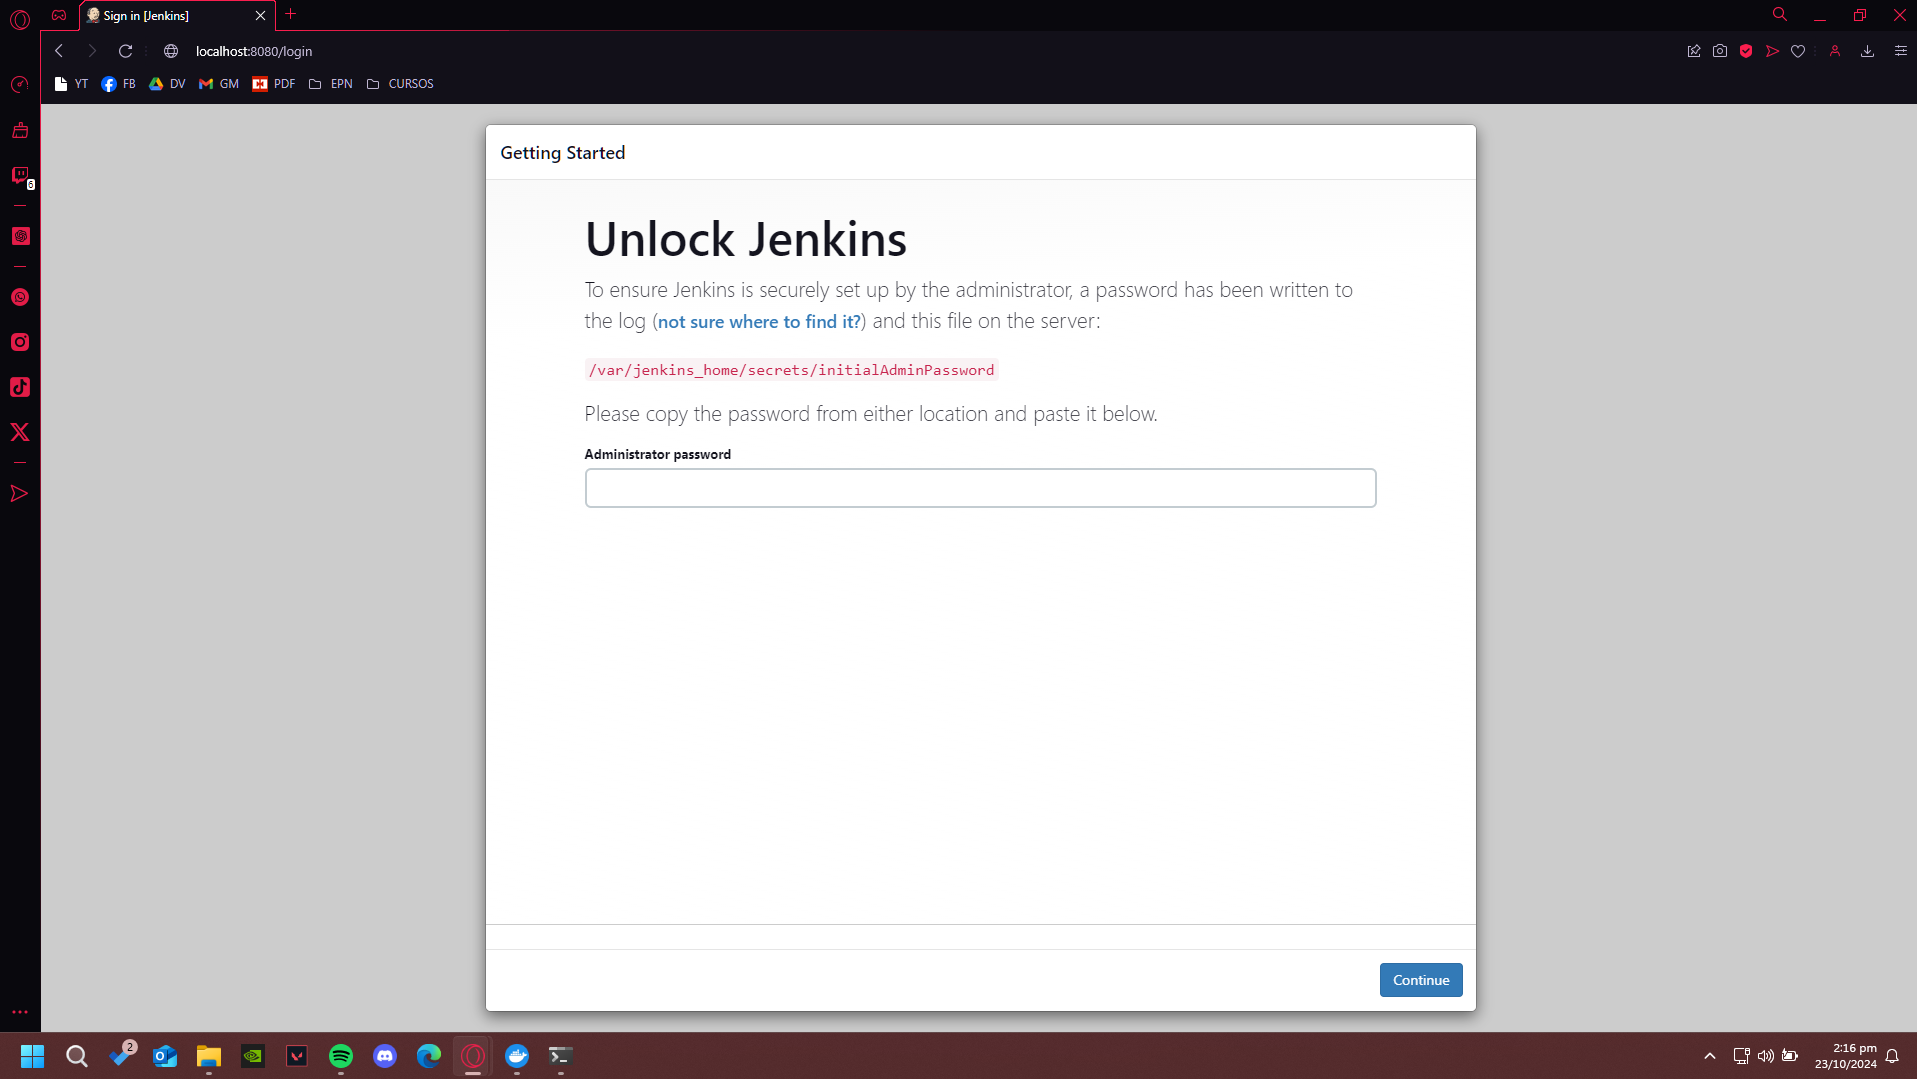 Sign in [Jenkins]
localhost:8080/login
YT FB DV GM PDF EPN CURSOS
6
Getting Started
Unlock Jenkins
To ensure Jenkins is securely set up by the administrator, a password has been written to
the log (not sure where to find it?) and this file on the server:
/var/jenkins_home/secrets/initialAdminPassword
Please copy the password from either location and paste it below.
Administrator password
Continue
2
2:16 pm
23/10/2024